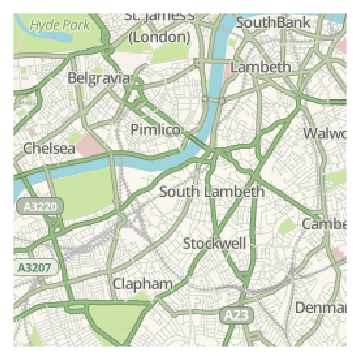 Hyde Park
St. James's
(London)
SouthBank
Belgravia
Lambeth
Pimlico
Walwo
Chelsea
South Lambeth
A3220
Cambe
Stockwell
A3207
Clapham
A23
Denmar